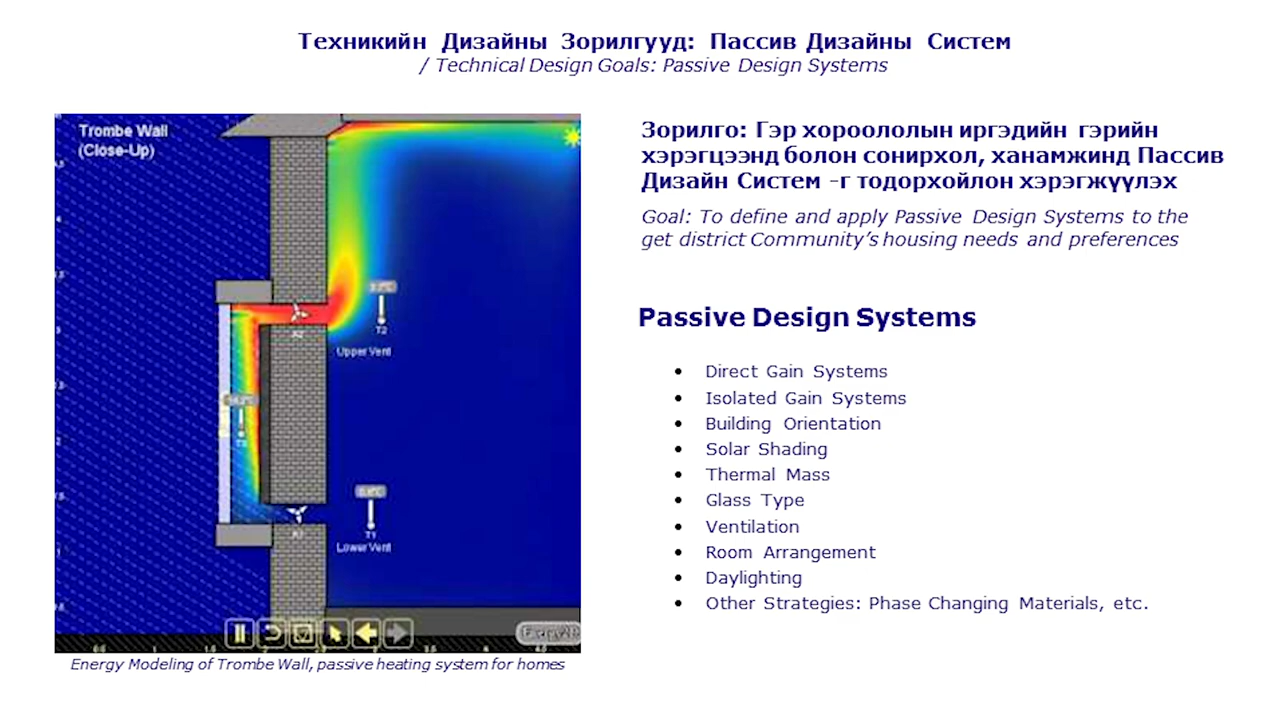 Техникийн Дизайны Зорилгууд: Пассив Дизайны Систем
/ Technical Design Goals: Passive Design Systems
Trombe Wall
(Close-Up)
T2
Upper Vent
T1
Lower Vent
Energy Modeling of Trombe Wall, passive heating system for homes
Зорилго: Гэр хороололын иргэдийн гэрийн
хэрэгцээнд болон сонирхол, ханамжинд Пассив
Дизайн Систем -г тодорхойлон хэрэгжүүлэх
Goal: To define and apply Passive Design Systems to the
get district Community's housing needs and preferences
Passive Design Systems
• Direct Gain Systems
• Isolated Gain Systems
• Building Orientation
• Solar Shading
• Thermal Mass
• Glass Type
• Ventilation
• Room Arrangement
• Daylighting
• Other Strategies: Phase Changing Materials, etc.